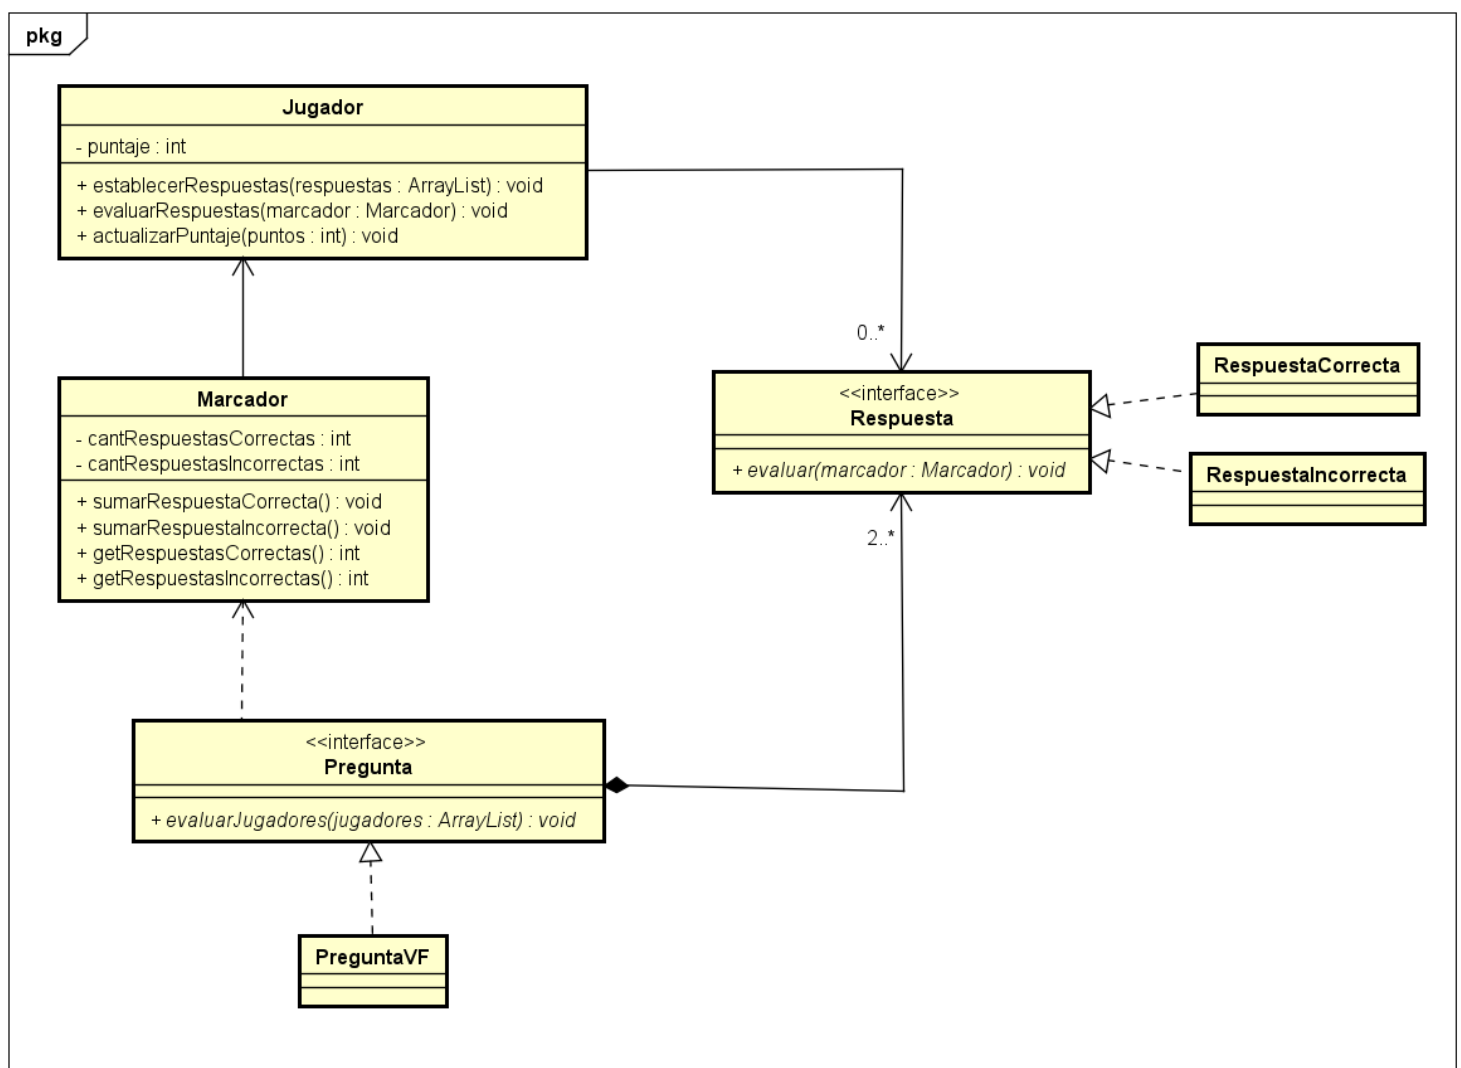 pkg
Jugador
- puntaje : int
+ establecerRespuestas(respuestas : ArrayList) : void
+ evaluarRespuestas(marcador : Marcador) : void
+ actualizarPuntaje(puntos : int) : void
0..*
Marcador
- cantRespuestasCorrectas : int
- cantRespuestasIncorrectas : int
+ sumarRespuestaCorrecta() : void
+ sumarRespuestaIncorrecta() : void
+ getRespuestasCorrectas() : int
+ getRespuestasIncorrectas() : int
<<interface>>
Respuesta
+ evaluar(marcador : Marcador) : void
RespuestaCorrecta
RespuestaIncorrecta
2..*
<<interface>>
Pregunta
+ evaluarJugadores(jugadores : ArrayList) : void
PreguntaVF